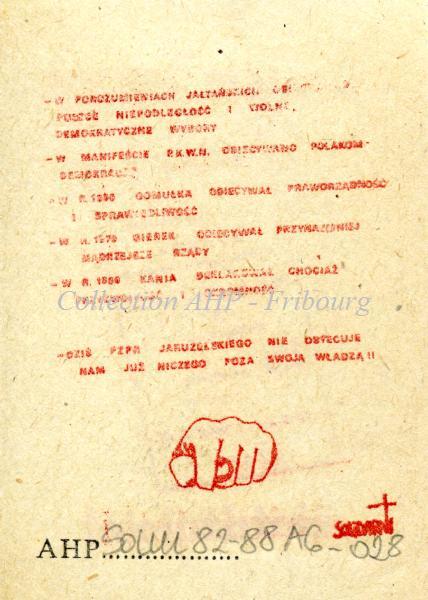 - W POROZUMIENIACH JAŁTAŃSKICH
POLSCE NIEPODLEGŁOŚĆ I WOLNE,
DEMOKRATYCZNE WYBORY
- W MANIFEŚCIE P.K.W.N. OBIECYWANO POLAKOM
DEMOKRACJĘ
- W R. 1956 GOMUŁKA OBIECYWAŁ PRAWORZĄDNOŚĆ
I SPRAWIEDLIWOŚĆ
- W R. 1970 GIEREK OBIECYWAŁ PRZYNAJMNIEJ
MĄDRZEJSZE RZĄDY
- W R. 1980 KANIA DEKLAROWAŁ CHOCIAŻ
I SKROMNOŚĆ
Collection AHP - Fribourg
- DZIŚ PZPR JARUZELSKIEGO NIE OBIECUJE
NAM JUŻ NICZEGO POZA SWOJĄ WŁADZĄ !!
SOLIDARNOŚĆ
AHP SOLID 82-88 AG - 028